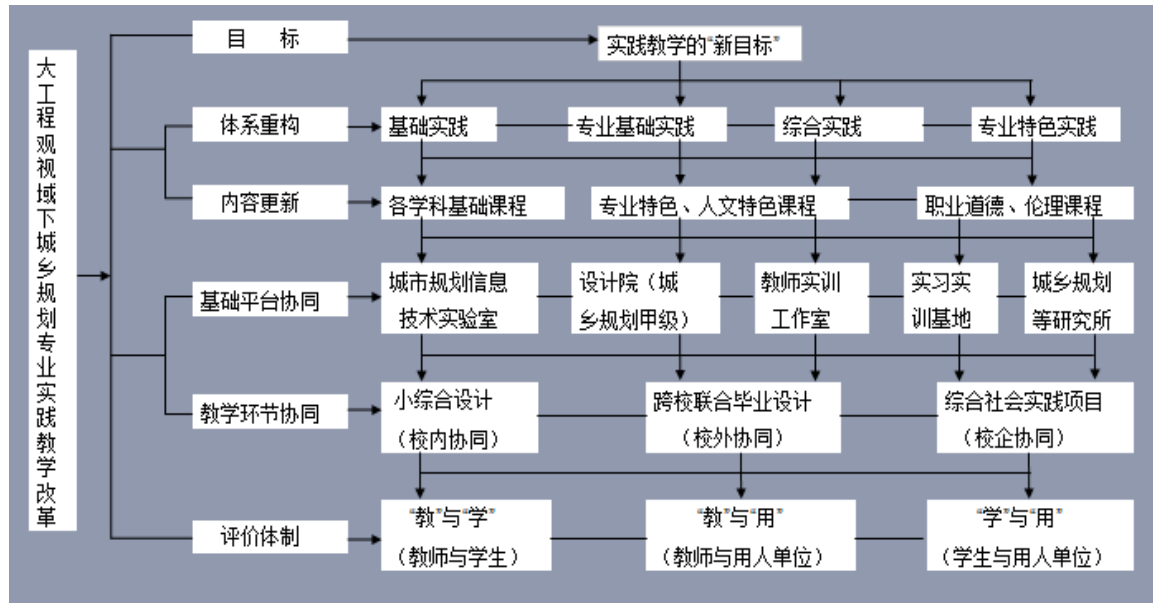 大工程观视域下城乡规划专业实践教学改革
目 标
实践教学的“新目标”
体系重构
基础实践
专业基础实践
综合实践
专业特色实践
内容更新
各学科基础课程
专业特色、人文特色课程
职业道德、伦理课程
基础平台协同
城市规划信息
技术实验室
设计院（城
乡规划甲级）
教师实训
工作室
实习实
训基地
城乡规划
等研究所
教学环节协同
小综合设计
（校内协同）
跨校联合毕业设计
（校外协同）
综合社会实践项目
（校企协同）
评价体制
“教”与“学”
（教师与学生）
“教”与“用”
（教师与用人单位）
“学”与“用”
（学生与用人单位）